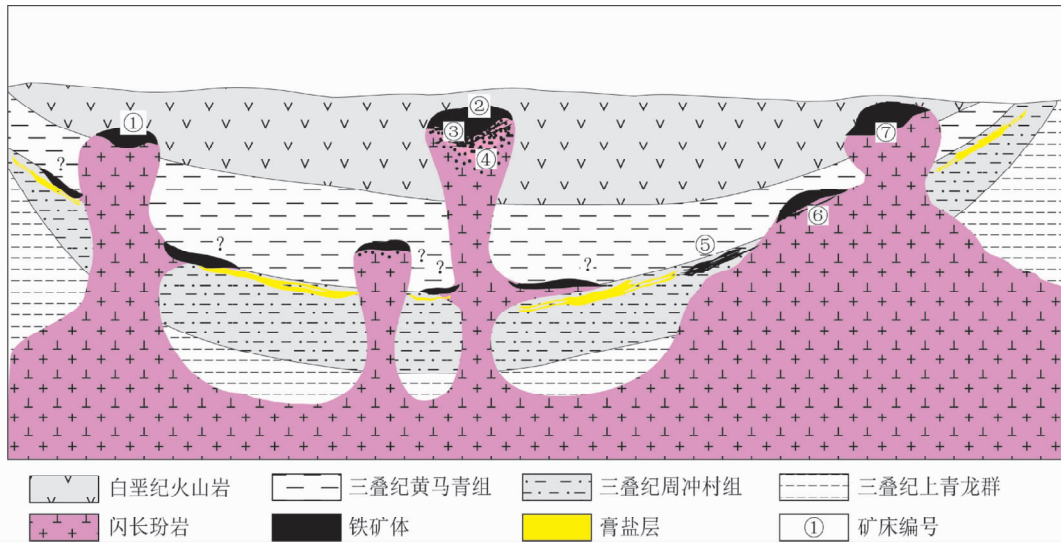 ②
①
③
⑦
④
?
⑥
?
⑤
?
?
?
白垩纪火山岩
三叠纪黄马青组
三叠纪周冲村组
三叠纪上青龙群
闪长玢岩
铁矿体
膏盐层
① 矿床编号